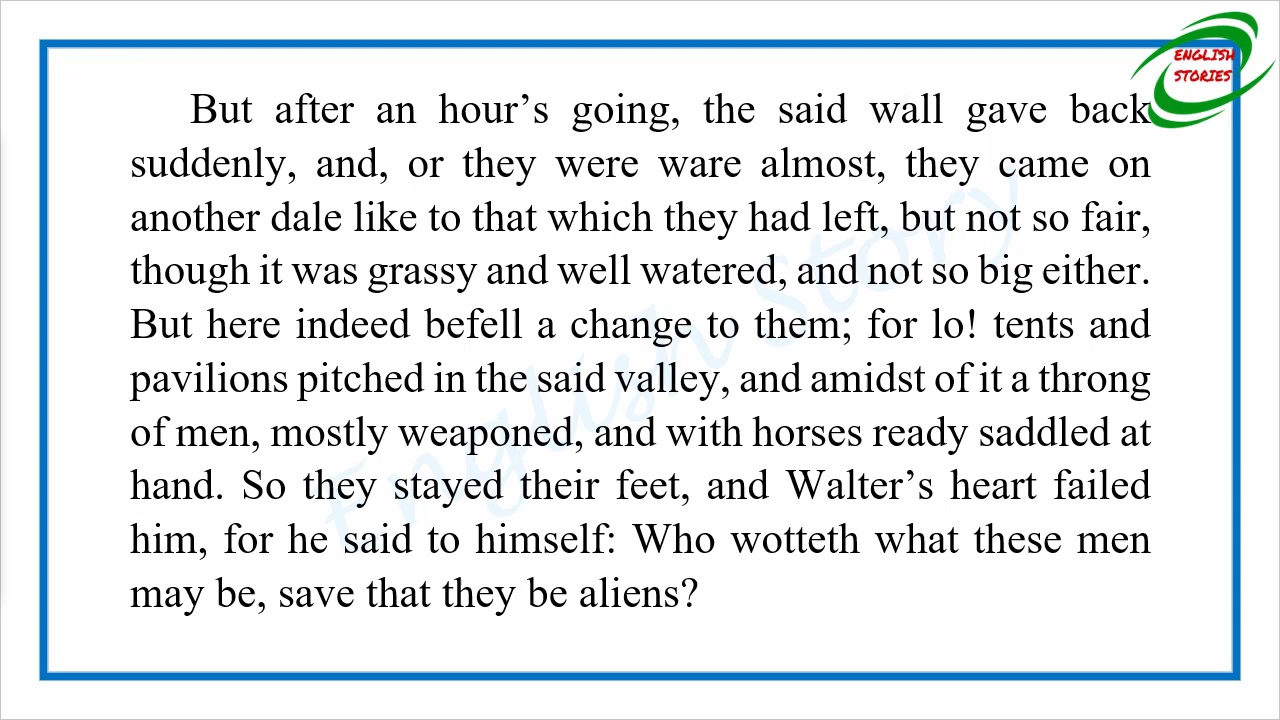 ENGLISH
STORIES
But after an hour’s going, the said wall gave back
suddenly, and, or they were ware almost, they came on
another dale like to that which they had left, but not so fair,
though it was grassy and well watered, and not so big either.
But here indeed befell a change to them; for lo! tents and
pavilions pitched in the said valley, and amidst of it a throng
of men, mostly weaponed, and with horses ready saddled at
hand. So they stayed their feet, and Walter’s heart failed
him, for he said to himself: Who wotteth what these men
may be, save that they be aliens?
English Story